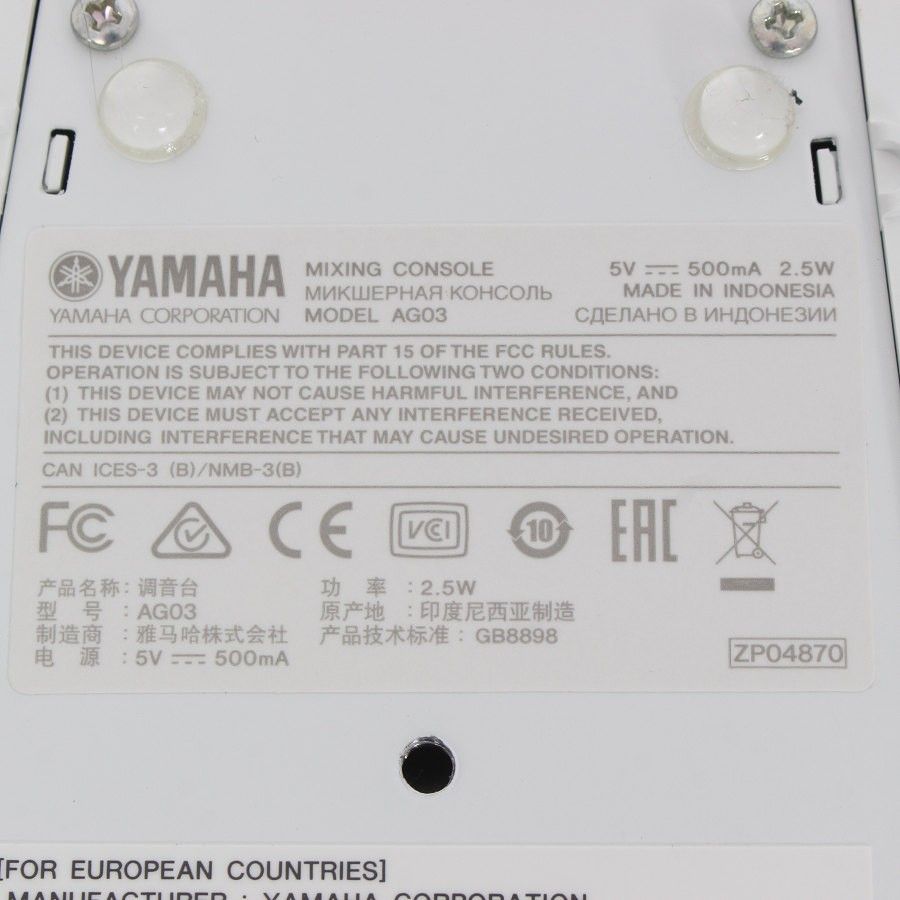 YAMAHA
YAMAHA CORPORATION
MIXING CONSOLE
МИКШЕРНАЯ КОНСОЛЬ
MODEL AG03
5V ⎓ 500mA 2.5W
MADE IN INDONESIA
СДЕЛАНО В ИНДОНЕЗИИ
THIS DEVICE COMPLIES WITH PART 15 OF THE FCC RULES.
OPERATION IS SUBJECT TO THE FOLLOWING TWO CONDITIONS:
(1) THIS DEVICE MAY NOT CAUSE HARMFUL INTERFERENCE, AND
(2) THIS DEVICE MUST ACCEPT ANY INTERFERENCE RECEIVED,
INCLUDING INTERFERENCE THAT MAY CAUSE UNDESIRED OPERATION.
CAN ICES-3 (B)/NMB-3(B)
FC CE VCI 10 EAC
产品名称：调音台
型 号：AG03
制造商：雅马哈株式会社
电 源：5V ⎓ 500mA
功 率：2.5W
原产地：印度尼西亚制造
产品技术标准：GB8898
ZP04870
[FOR EUROPEAN COUNTRIES]
MANUFACTURER : YAMAHA CORPORATION